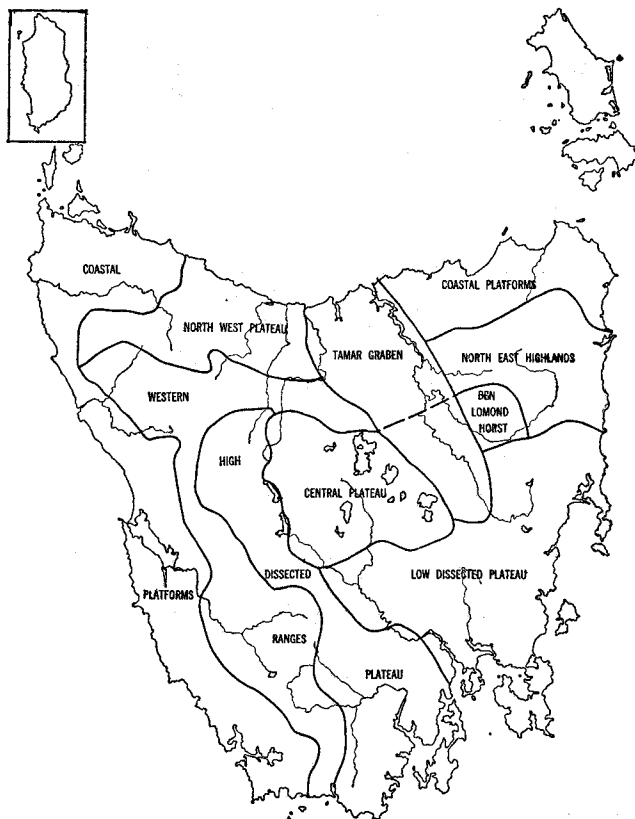 COASTAL
COASTAL PLATFORMS
NORTH WEST PLATEAU
TAMAR GRABEN
NORTH EAST HIGHLANDS
WESTERN
BEN
LOMOND
HORST
HIGH
CENTRAL PLATEAU
DISSECTED
LOW DISSECTED PLATEAU
PLATFORMS
RANGES
PLATEAU